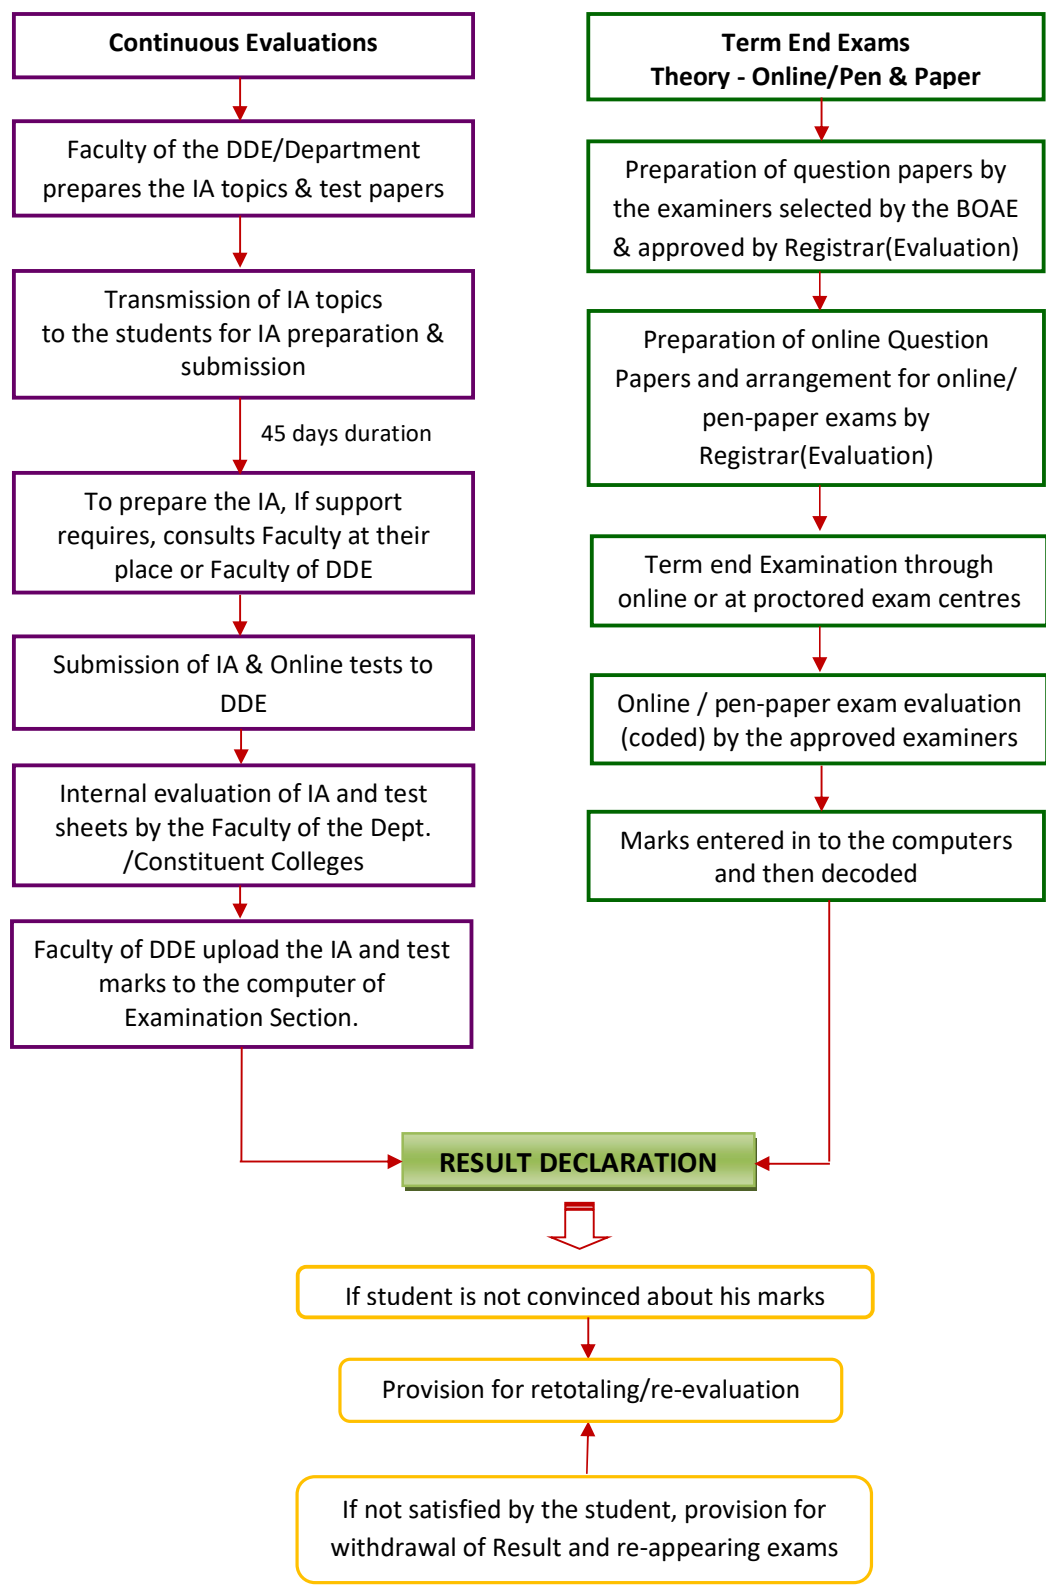 Continuous Evaluations
Faculty of the DDE/Department
prepares the IA topics & test papers
Transmission of IA topics
to the students for IA preparation &
submission
45 days duration
To prepare the IA, If support
requires, consults Faculty at their
place or Faculty of DDE
Submission of IA & Online tests to
DDE
Internal evaluation of IA and test
sheets by the Faculty of the Dept.
/Constituent Colleges
Faculty of DDE upload the IA and test
marks to the computer of
Examination Section.
Term End Exams
Theory - Online/Pen & Paper
Preparation of question papers by
the examiners selected by the BOAE
& approved by Registrar(Evaluation)
Preparation of online Question
Papers and arrangement for online/
pen-paper exams by
Registrar(Evaluation)
Term end Examination through
online or at proctored exam centres
Online / pen-paper exam evaluation
(coded) by the approved examiners
Marks entered in to the computers
and then decoded
RESULT DECLARATION
If student is not convinced about his marks
Provision for retotaling/re-evaluation
If not satisfied by the student, provision for
withdrawal of Result and re-appearing exams